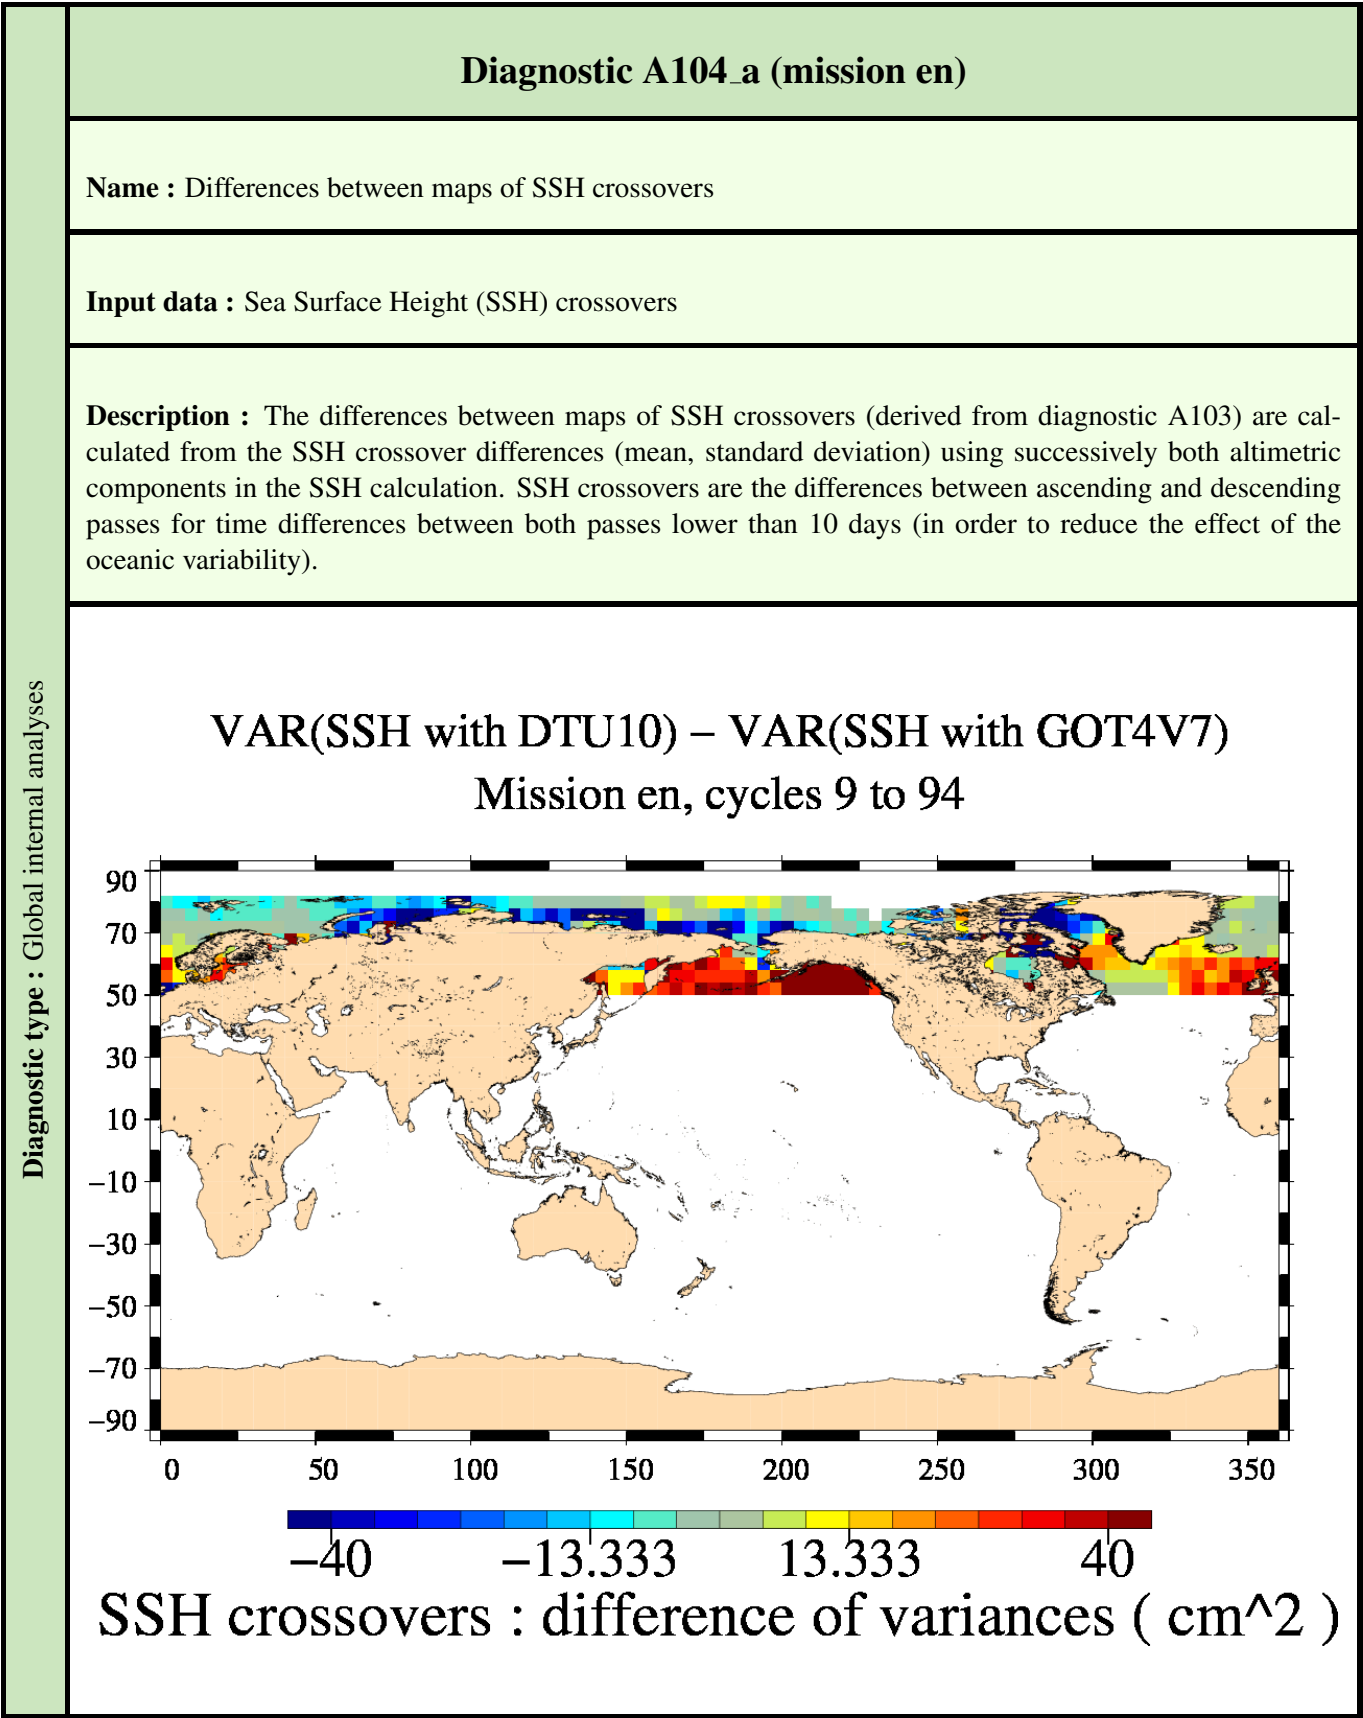 Diagnostic type : Global internal analyses
Diagnostic A104_a (mission en)
Name : Differences between maps of SSH crossovers
Input data : Sea Surface Height (SSH) crossovers
Description : The differences between maps of SSH crossovers (derived from diagnostic A103) are cal-
culated from the SSH crossover differences (mean, standard deviation) using successively both altimetric
components in the SSH calculation. SSH crossovers are the differences between ascending and descending
passes for time differences between both passes lower than 10 days (in order to reduce the effect of the
oceanic variability).
VAR(SSH with DTU10) – VAR(SSH with GOT4V7)
Mission en, cycles 9 to 94
90
70
50
30
10
−10
−30
−50
−70
−90
0 50 100 150 200 250 300 350
−40 −13.333 13.333 40
SSH crossovers : difference of variances ( cm^2 )